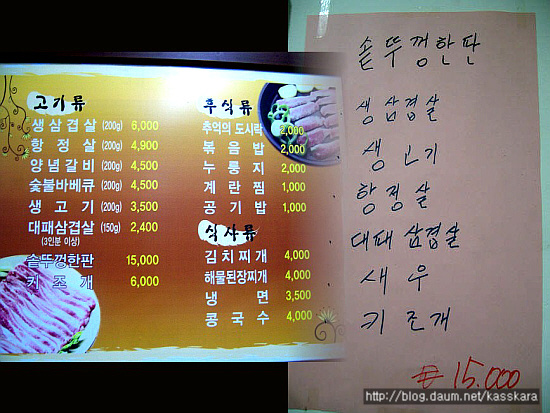 고기류
생삼겹살 (200g) 6,000
항정살 (200g) 4,900
양념갈비 (200g) 4,500
숯불바베큐 (200g) 4,500
생고기 (200g) 3,500
대패삼겹살 (150g) 2,400
(3인분 이상)
솥뚜껑한판 15,000
키조개 6,000
후식류
추억의 도시락 2,000
볶음밥 2,000
누룽지 2,000
계란찜 1,000
공기밥 1,000
식사류
김치찌개 4,000
해물된장찌개 4,000
냉면 3,500
콩국수 4,000
솥뚜껑한판
생삼겹살
생고기
항정살
대패삼겹살
새우
키조개
₩15.000
http://blog.daum.net/kasskara